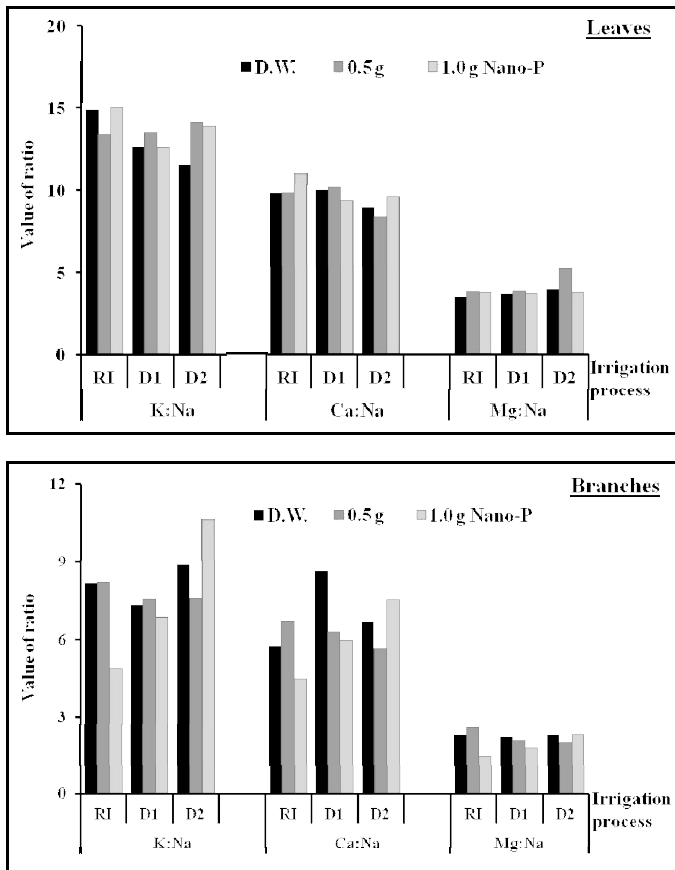 Leaves
D.W. 0.5 g 1.0 g Nano-P
Value of ratio
20
15
10
5
0
RI D1 D2 RI D1 D2 RI D1 D2
K:Na Ca:Na Mg:Na
Irrigation
process
Branches
D.W. 0.5 g 1.0 g Nano-P
Value of ratio
12
9
6
3
0
RI D1 D2 RI D1 D2 RI D1 D2
K:Na Ca:Na Mg:Na
Irrigation
process